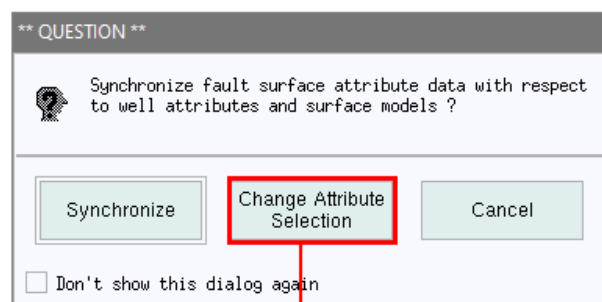 ** QUESTION **
Synchronize fault surface attribute data with respect
to well attributes and surface models ?
Synchronize
Change Attribute
Selection
Cancel
Don't show this dialog again